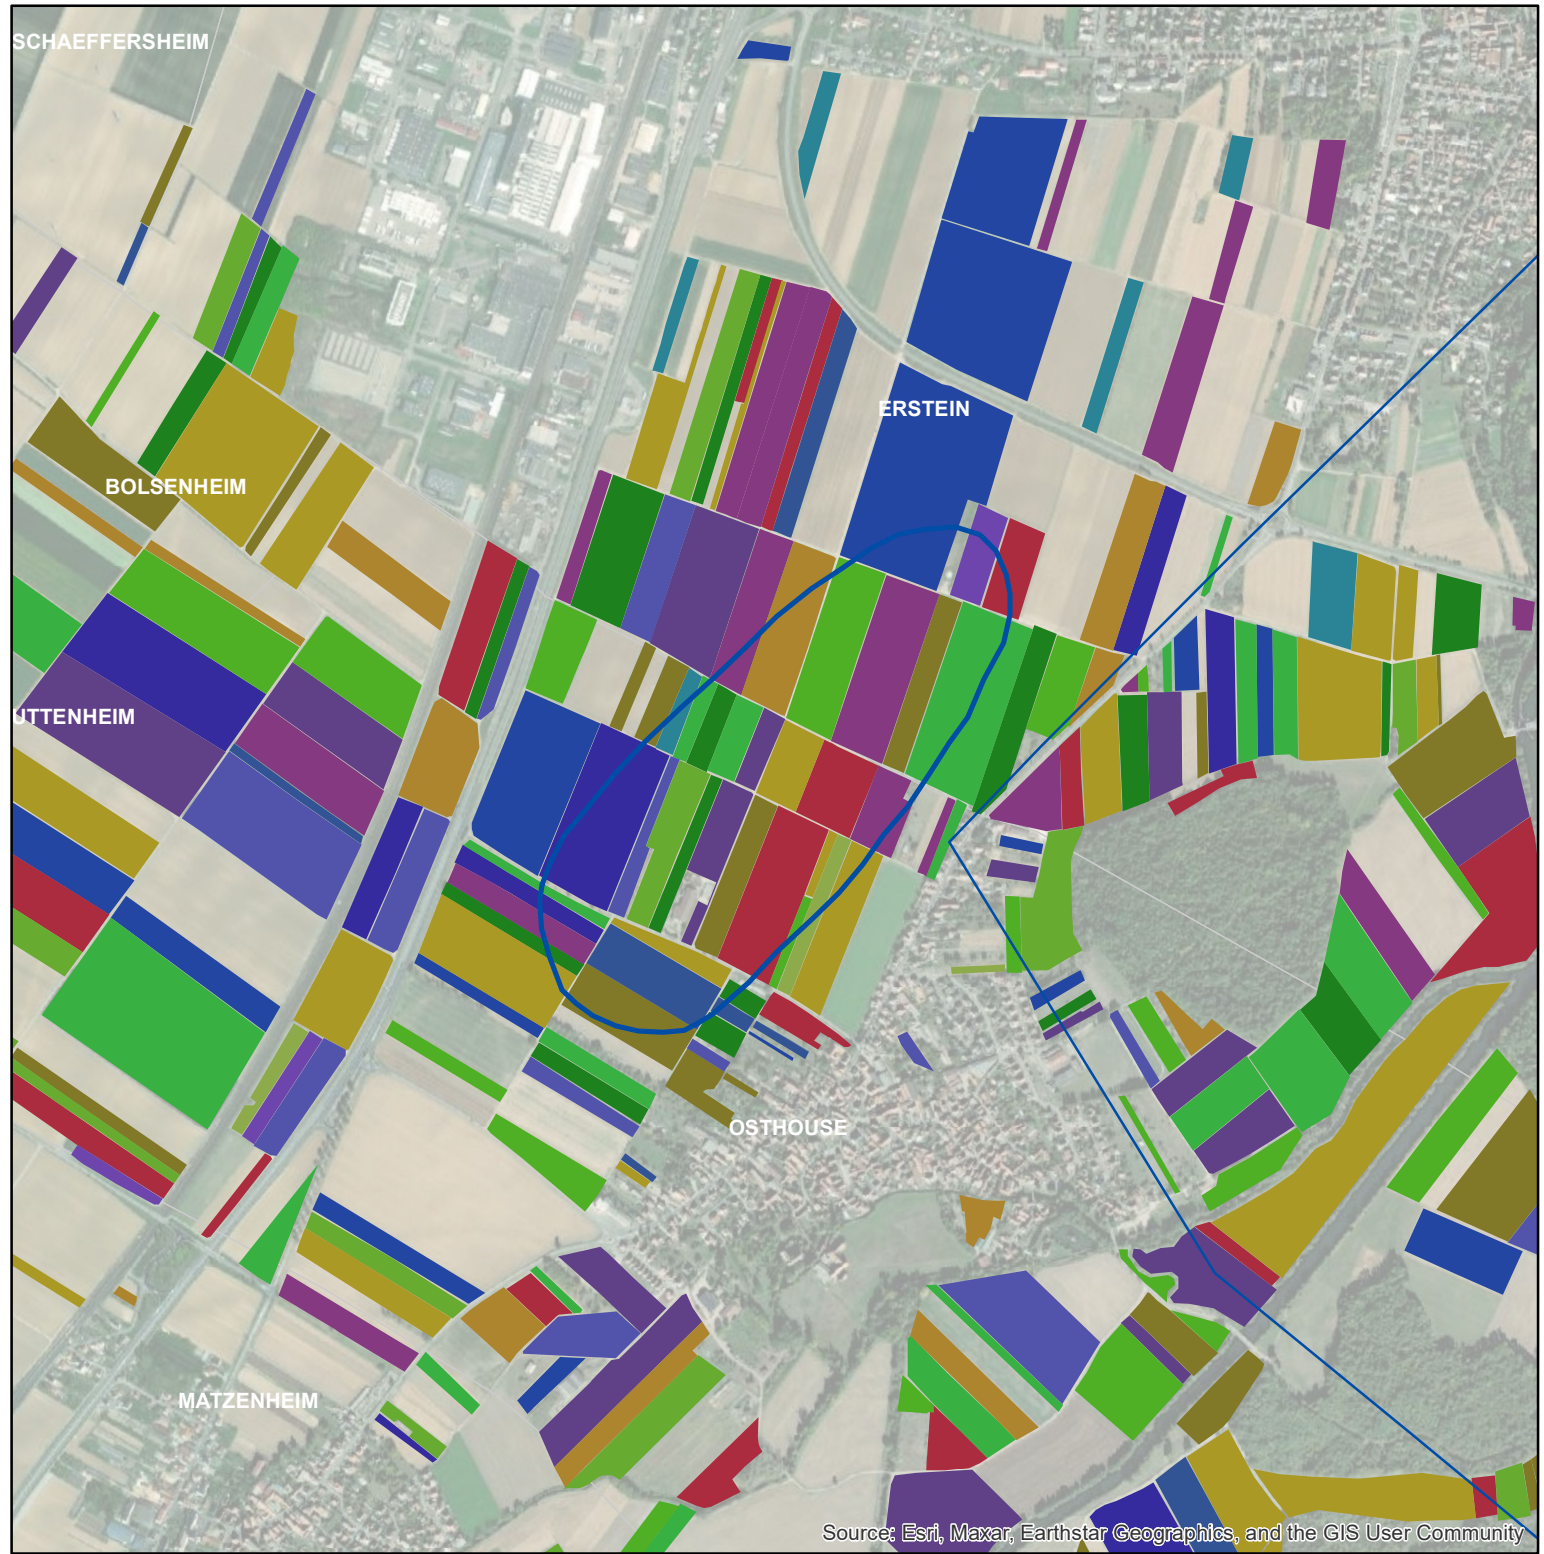 SCHAEFFERSHEIM
ERSTEIN
BOLSENHEIM
UTTENHEIM
OSTHOUSE
MATZENHEIM
Source: Esri, Maxar, Earthstar Geographics, and the GIS User Community